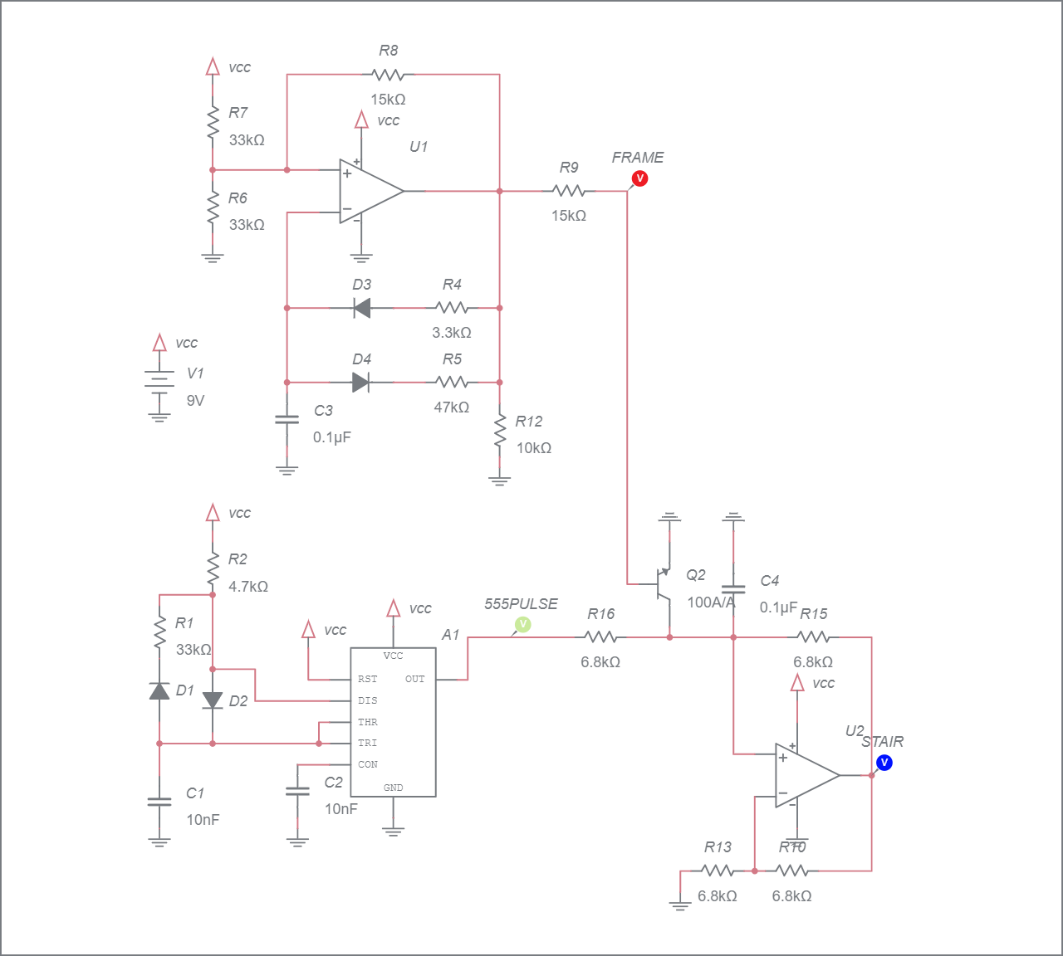 R8
15kΩ
vcc
R7
33kΩ
vcc
U1
+
+
−
−
R6
33kΩ
R9
15kΩ
FRAME
V
D3
R4
3.3kΩ
D4
R5
47kΩ
vcc
V1
9V
C3
0.1µF
R12
10kΩ
vcc
R2
4.7kΩ
R1
33kΩ
D1
D2
C1
10nF
vcc
vcc
A1
VCC
RST
OUT
DIS
THR
TRI
CON
GND
C2
10nF
555PULSE
V
R16
6.8kΩ
Q2
100A/A
C4
0.1µF
R15
6.8kΩ
vcc
U2
STAIR
V
+
+
−
−
R13
6.8kΩ
R10
6.8kΩ